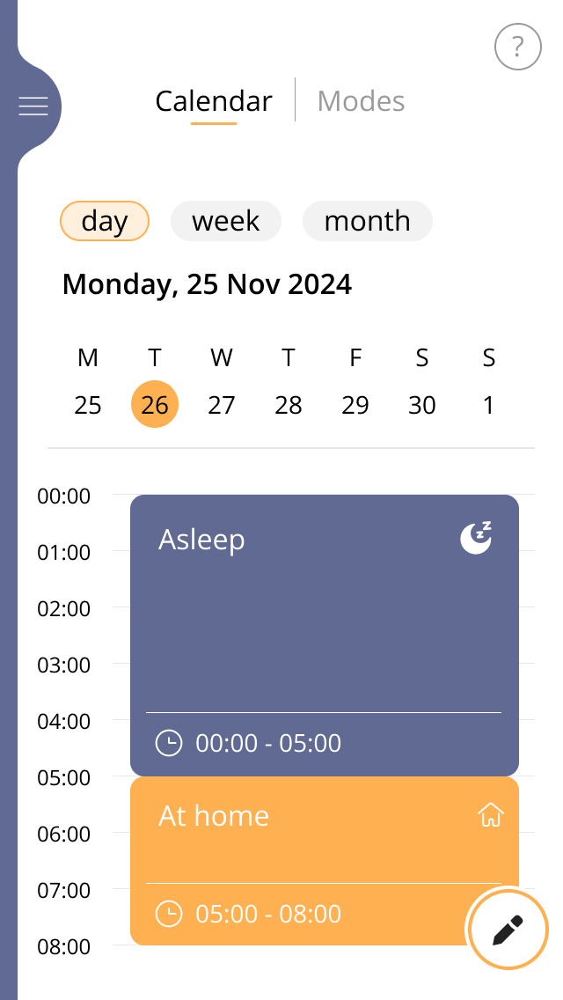 ?
Calendar Modes
day week month
Monday, 25 Nov 2024
M T W T F S S
25 26 27 28 29 30 1
00:00
Asleep
z z
01:00
02:00
03:00
04:00
00:00 - 05:00
05:00
At home
06:00
07:00
05:00 - 08:00
08:00